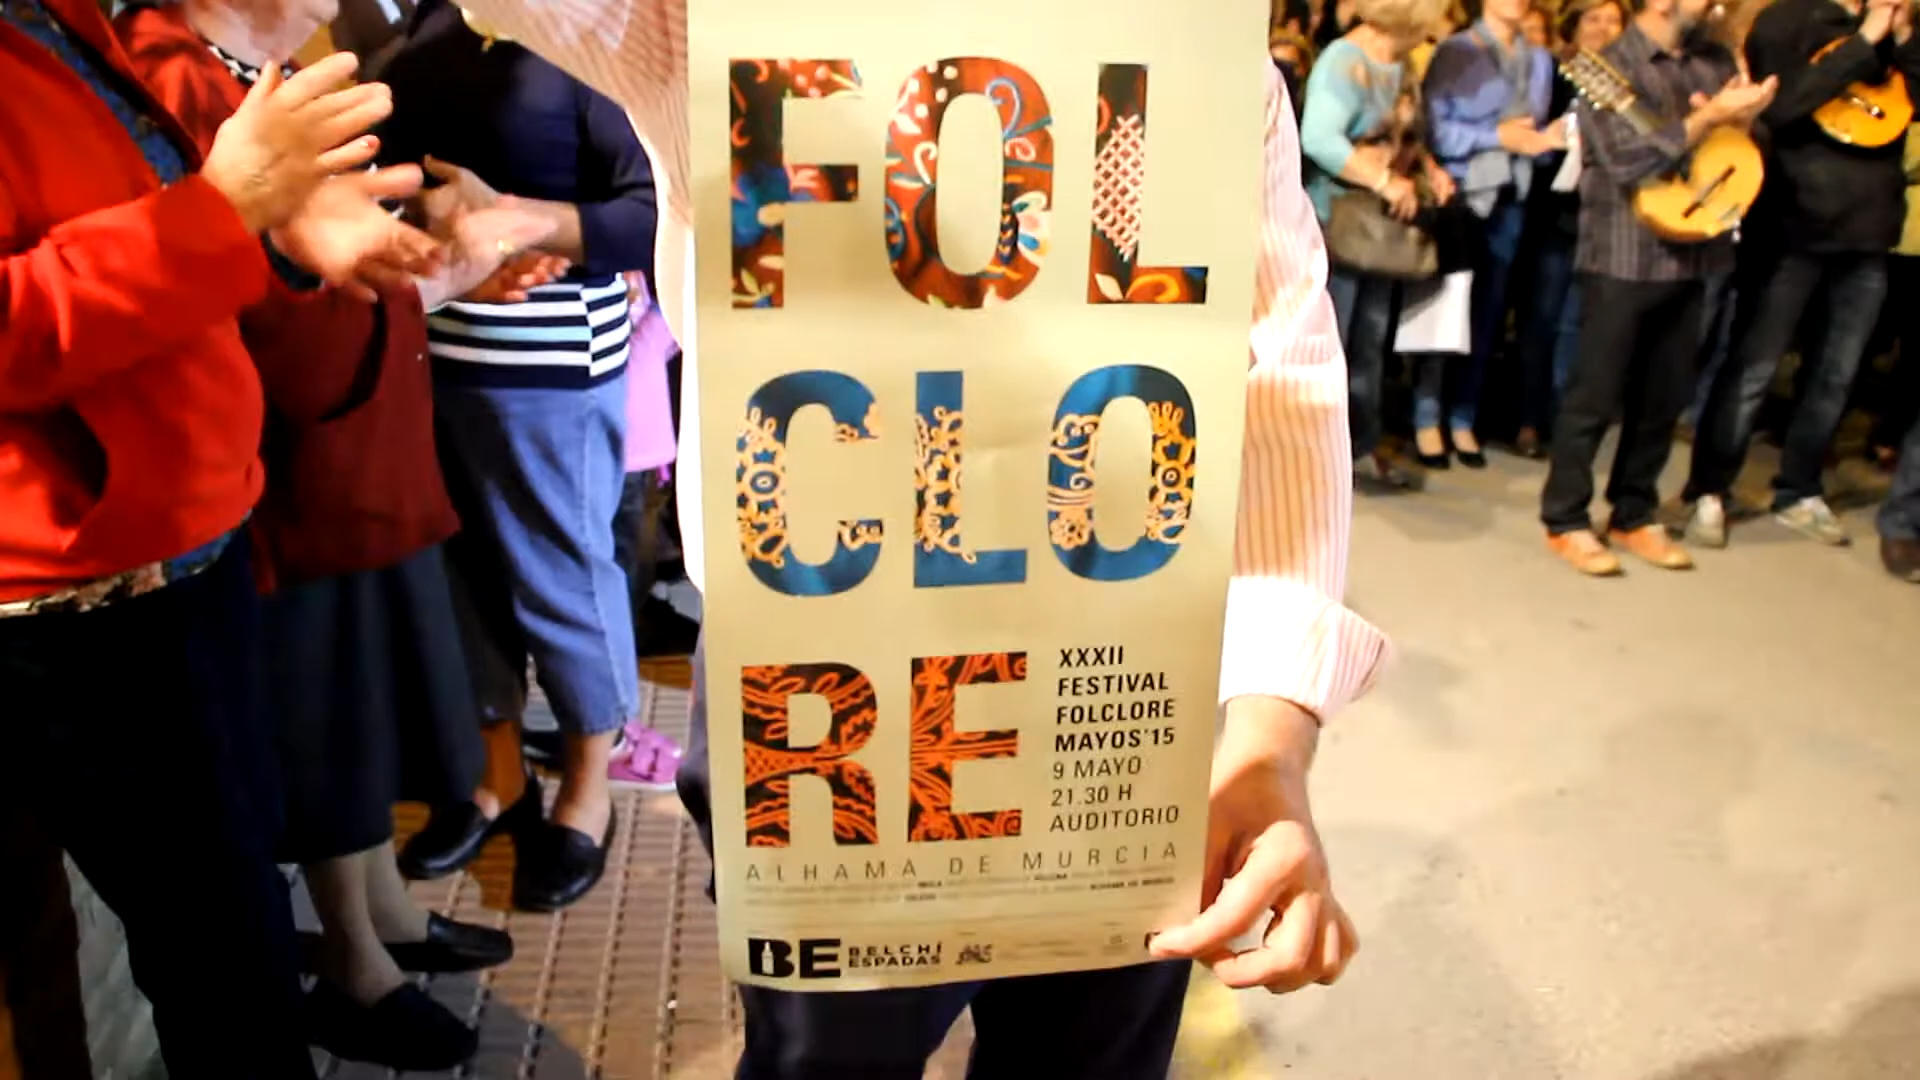 FOL
CLO
RE
XXXII
FESTIVAL
FOLCLORE
MAYOS'15
9 MAYO
21.30 H
AUDITORIO
ALHAMA DE MURCIA
BE BELCHÍ
ESPADAS